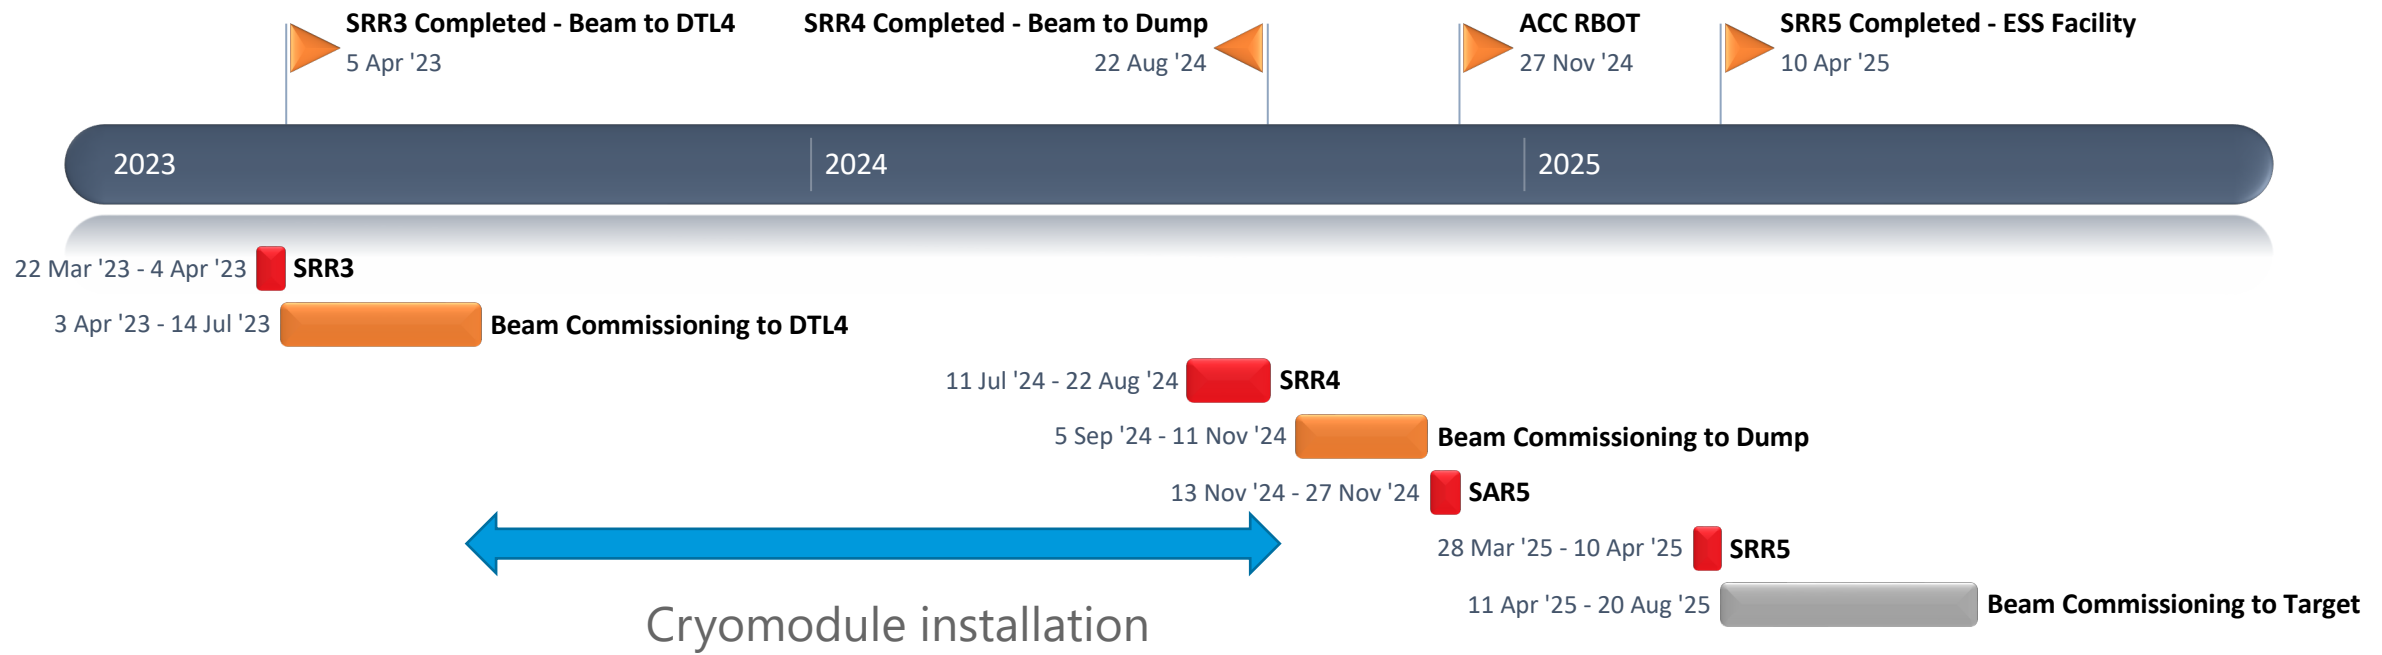 SRR3 Completed - Beam to DTL4
5 Apr '23
SRR4 Completed - Beam to Dump
22 Aug '24
ACC RBOT
27 Nov '24
SRR5 Completed - ESS Facility
10 Apr '25
2023
2024
2025
22 Mar '23 - 4 Apr '23 SRR3
3 Apr '23 - 14 Jul '23 Beam Commissioning to DTL4
11 Jul '24 - 22 Aug '24 SRR4
5 Sep '24 - 11 Nov '24 Beam Commissioning to Dump
13 Nov '24 - 27 Nov '24 SAR5
28 Mar '25 - 10 Apr '25 SRR5
11 Apr '25 - 20 Aug '25 Beam Commissioning to Target
Cryomodule installation